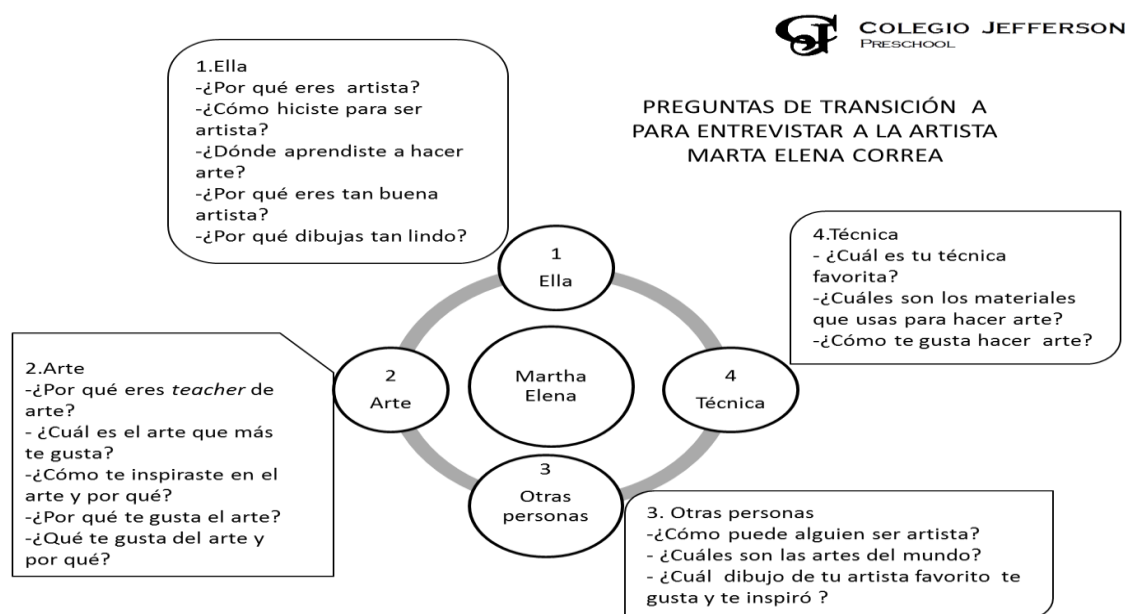 COLEGIO JEFFERSON
PRESCHOOL
PREGUNTAS DE TRANSICIÓN A
PARA ENTREVISTAR A LA ARTISTA
MARTA ELENA CORREA
1.Ella
-¿Por qué eres artista?
-¿Cómo hiciste para ser
artista?
-¿Dónde aprendiste a hacer
arte?
-¿Por qué eres tan buena
artista?
-¿Por qué dibujas tan lindo?
1
Ella
2.Arte
-¿Por qué eres teacher de
arte?
- ¿Cuál es el arte que más
te gusta?
-¿Cómo te inspiraste en el
arte y por qué?
-¿Por qué te gusta el arte?
-¿Qué te gusta del arte y
por qué?
2
Arte
Martha
Elena
4
Técnica
4.Técnica
- ¿Cuál es tu técnica
favorita?
-¿Cuáles son los materiales
que usas para hacer arte?
-¿Cómo te gusta hacer arte?
3
Otras
personas
3. Otras personas
-¿Cómo puede alguien ser artista?
- ¿Cuáles son las artes del mundo?
- ¿Cuál dibujo de tu artista favorito te
gusta y te inspiró ?